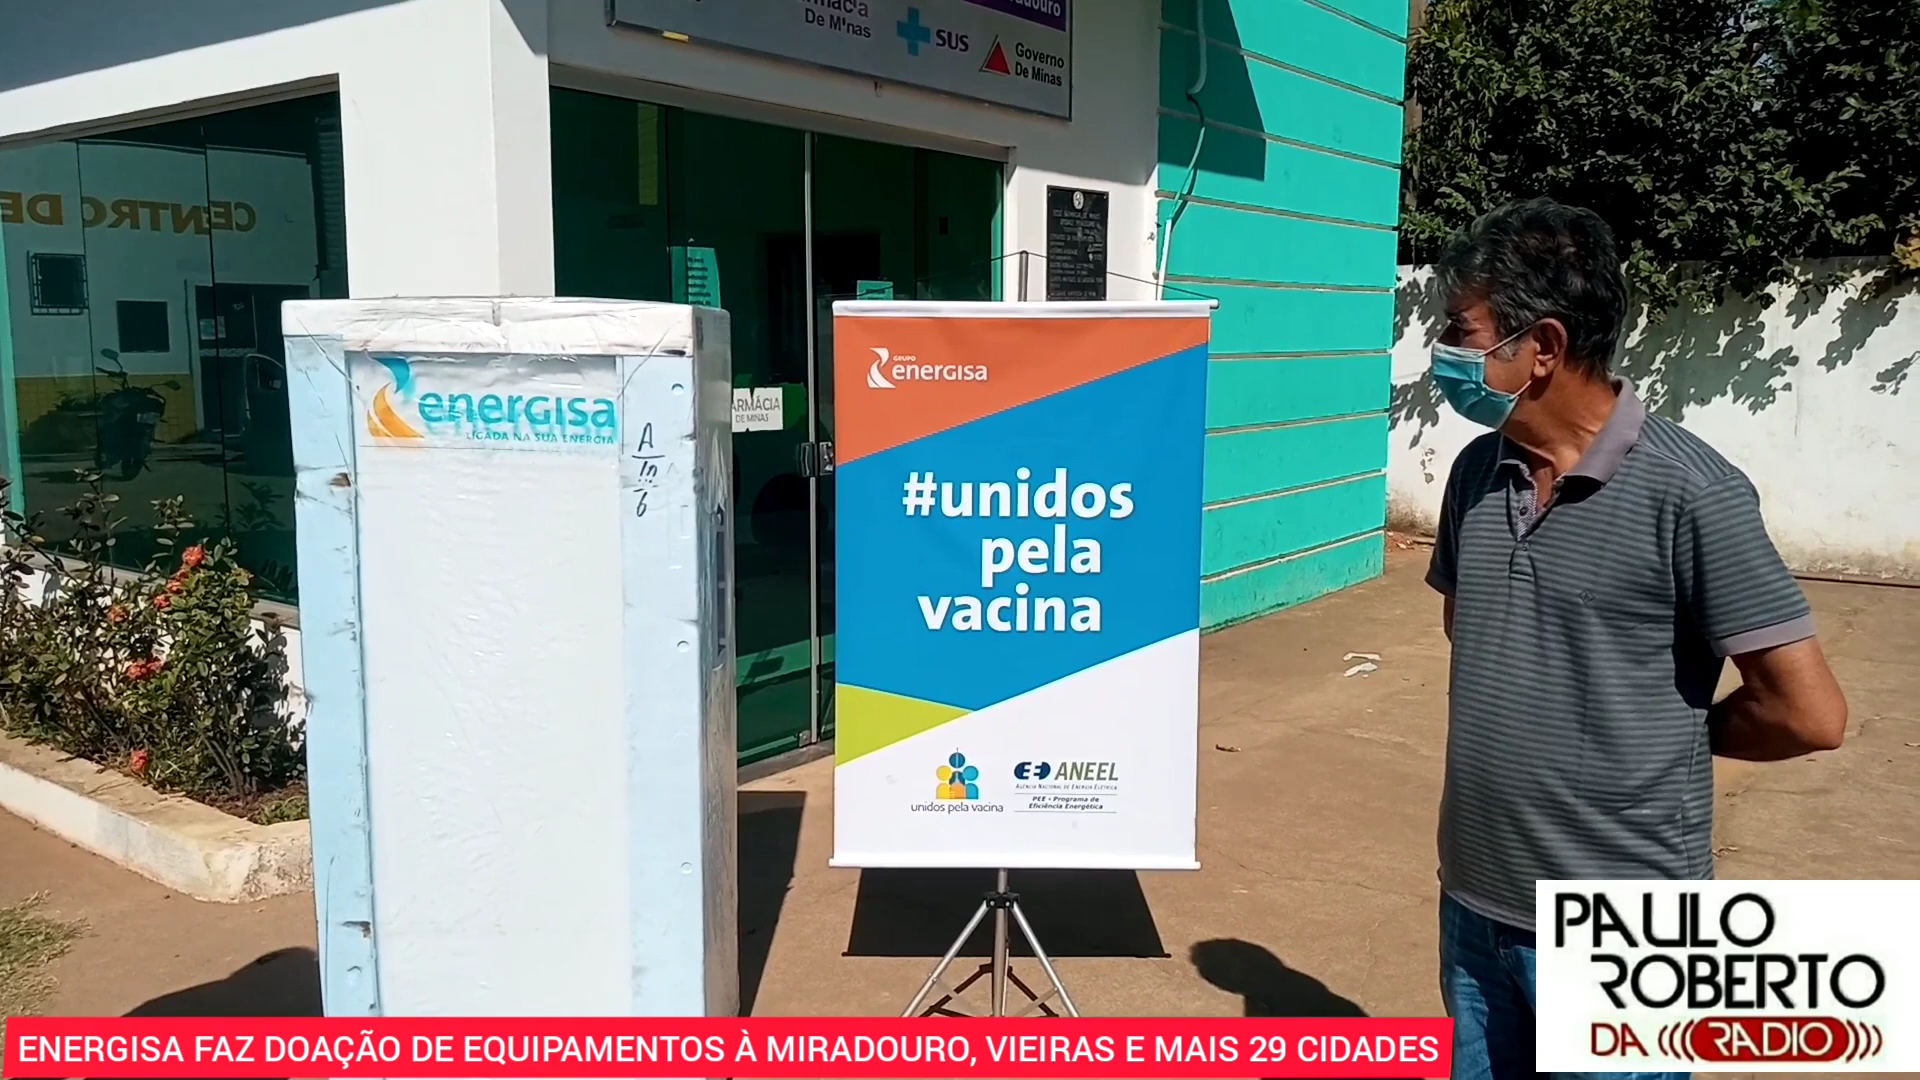 De Minas
SUS
Governo
De Minas
CENTRO DE
ARMÁCIA
DE MINAS
energisa
LIGADA NA SUA ENERGIA
A
10
6
GRUPO
energisa
#unidos
pela
vacina
unidos pela vacina
ANEEL
AGÊNCIA NACIONAL DE ENERGIA ELÉTRICA
PEE - Programa de
Eficiência Energética
PAULO
ROBERTO
DA RADIO
ENERGISA FAZ DOAÇÃO DE EQUIPAMENTOS À MIRADOURO, VIEIRAS E MAIS 29 CIDADES